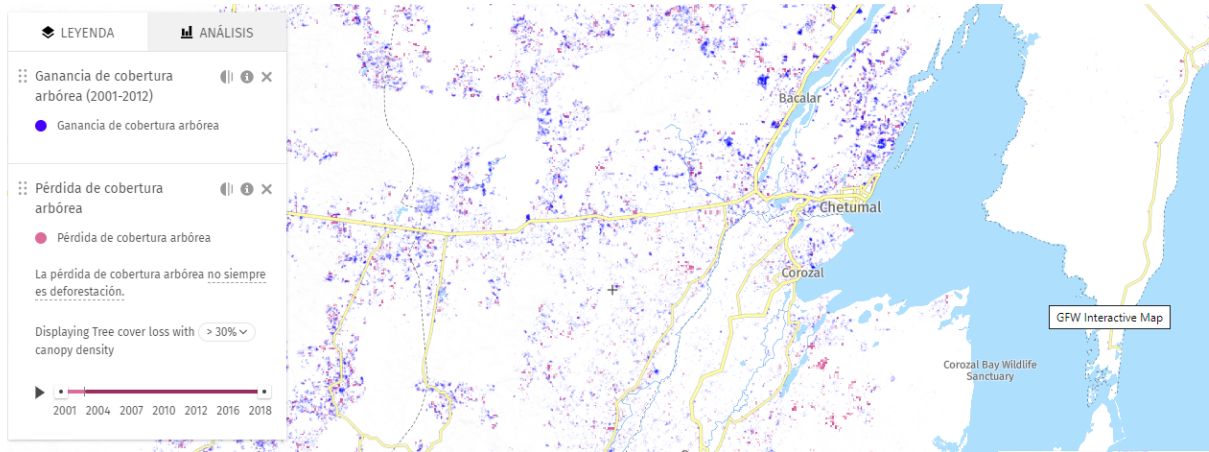 LEYENDA
ANÁLISIS
Ganancia de cobertura
arbórea (2001-2012)
Ganancia de cobertura arbórea
Pérdida de cobertura
arbórea
Pérdida de cobertura arbórea
La pérdida de cobertura arbórea no siempre
es deforestación.
Displaying Tree cover loss with > 30%
canopy density
2001 2004 2007 2010 2012 2016 2018
Bacalar
Chetumal
Corozal
GFW Interactive Map
Corozal Bay Wildlife
Sanctuary